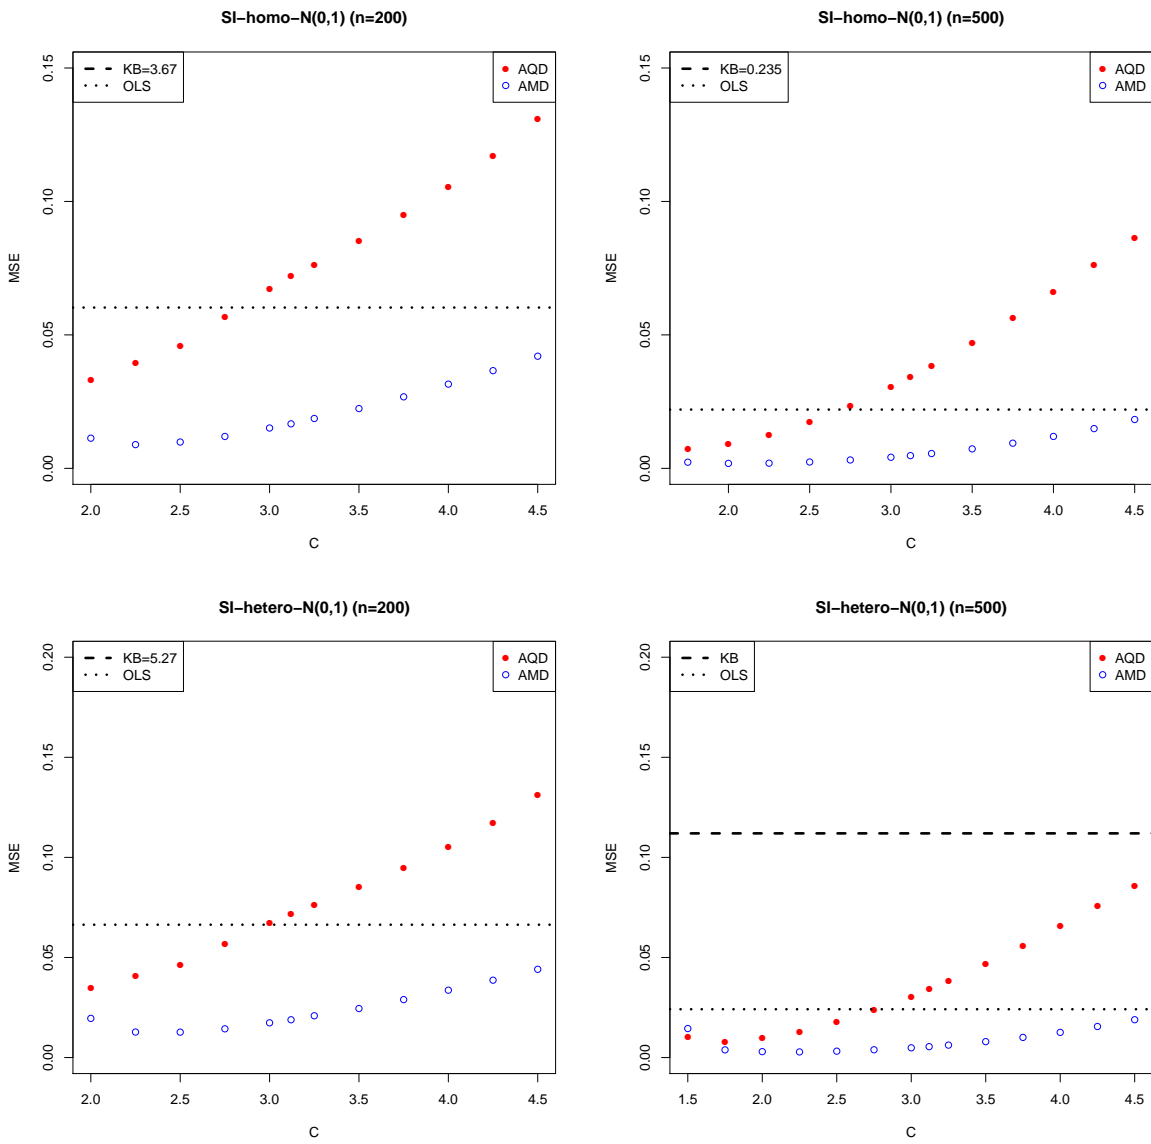 SI−homo−N(0,1) (n=200)
KB=3.67
OLS
AQD
AMD
MSE
0.15
0.10
0.05
0.00
2.0 2.5 3.0 3.5 4.0 4.5
C
SI−homo−N(0,1) (n=500)
KB=0.235
OLS
AQD
AMD
MSE
0.15
0.10
0.05
0.00
2.0 2.5 3.0 3.5 4.0 4.5
C
SI−hetero−N(0,1) (n=200)
KB=5.27
OLS
AQD
AMD
MSE
0.20
0.15
0.10
0.05
0.00
2.0 2.5 3.0 3.5 4.0 4.5
C
SI−hetero−N(0,1) (n=500)
KB
OLS
AQD
AMD
MSE
0.20
0.15
0.10
0.05
0.00
1.5 2.0 2.5 3.0 3.5 4.0 4.5
C